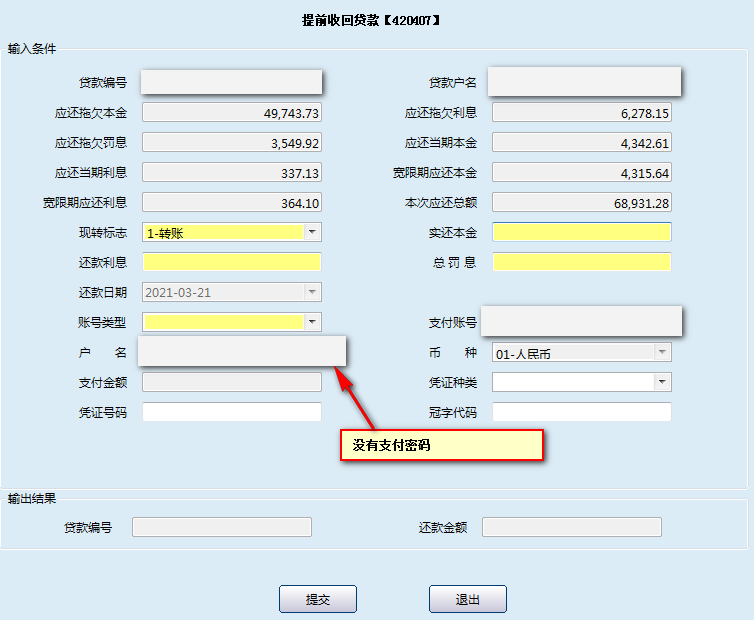 提前收回贷款【420407】
输入条件
贷款编号 贷款户名
应还拖欠本金 49,743.73 应还拖欠利息 6,278.15
应还拖欠罚息 3,549.92 应还当期本金 4,342.61
应还当期利息 337.13 宽限期应还本金 4,315.64
宽限期应还利息 364.10 本次应还总额 68,931.28
现转标志 1-转账 实还本金
还款利息 总 罚 息
还款日期 2021-03-21
账号类型 支付账号
户 名 币 种 01-人民币
支付金额 凭证种类
凭证号码 冠字代码
没有支付密码
输出结果
贷款编号 还款金额
提交 退出